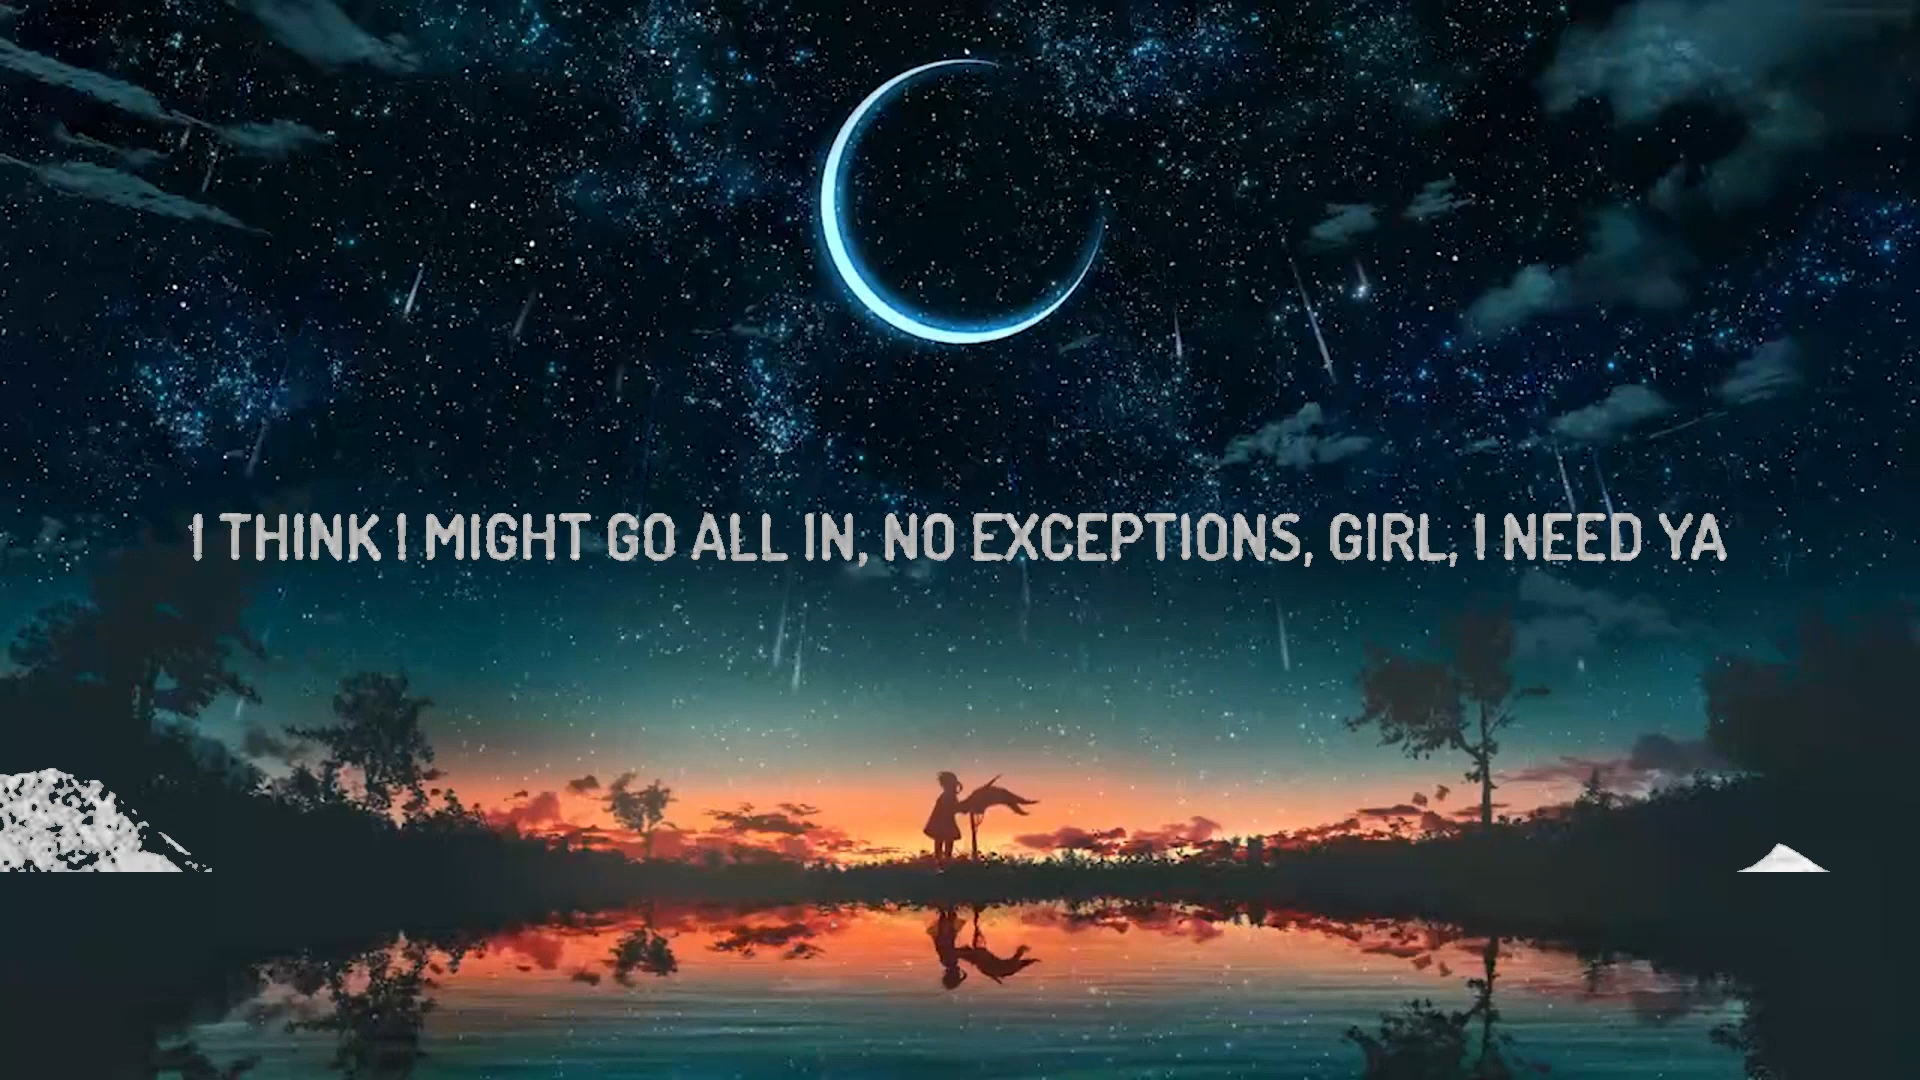 I THINK I MIGHT GO ALL IN, NO EXCEPTIONS, GIRL, I NEED YA